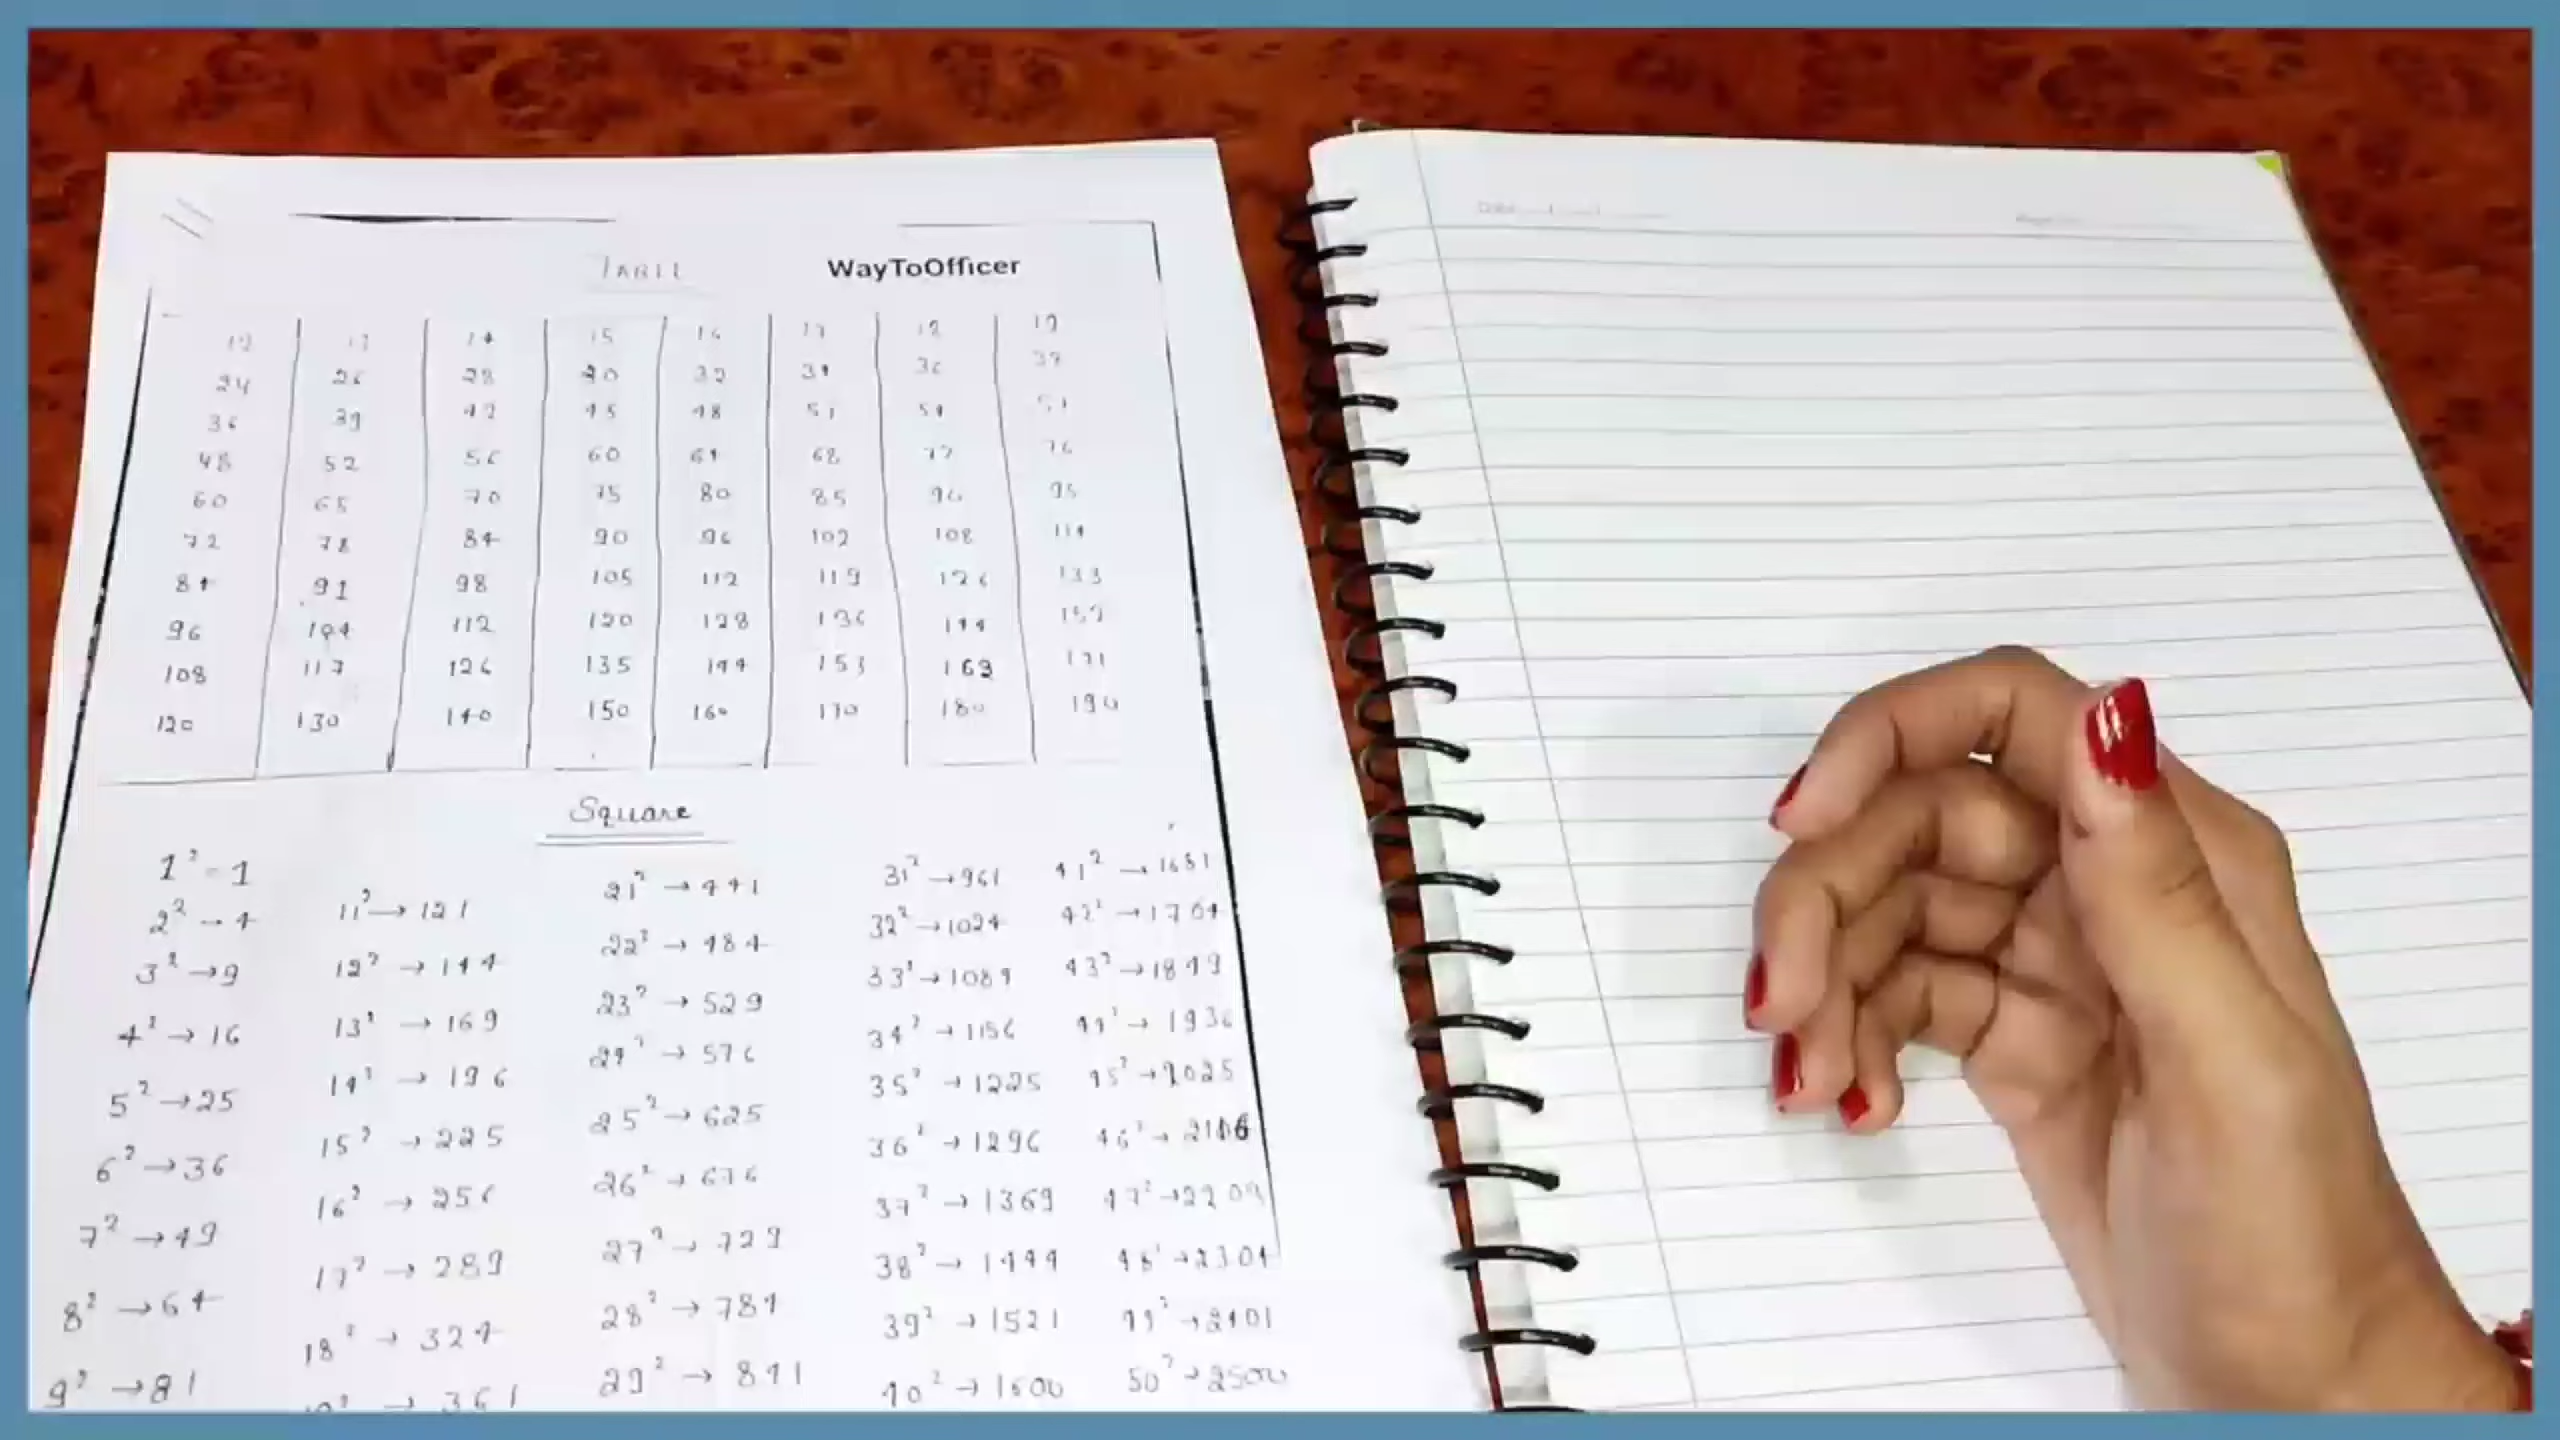 TABLE WayToOfficer
12 13 14 15 16 17 18 19
24 26 28 30 32 34 36 38
36 39 42 45 48 51 54 57
48 52 56 60 64 68 72 76
60 65 70 75 80 85 90 95
72 78 84 90 96 102 108 114
84 91 98 105 112 119 126 133
96 104 112 120 128 136 144 152
108 117 126 135 144 153 162 171
120 130 140 150 160 170 180 190
Square
1² = 1 11² → 121 21² → 441 31² → 961 41² → 1681
2² → 4 12² → 144 22² → 484 32² → 1024 42² → 1764
3² → 9 13² → 169 23² → 529 33² → 1089 43² → 1849
4² → 16 14² → 196 24² → 576 34² → 1156 44² → 1936
5² → 25 15² → 225 25² → 625 35² → 1225 45² → 2025
6² → 36 16² → 256 26² → 676 36² → 1296 46² → 2116
7² → 49 17² → 289 27² → 729 37² → 1369 47² → 2209
8² → 64 18² → 324 28² → 784 38² → 1444 48² → 2304
9² → 81 19² → 361 29² → 841 39² → 1521 49² → 2401
40² → 1600 50² → 2500